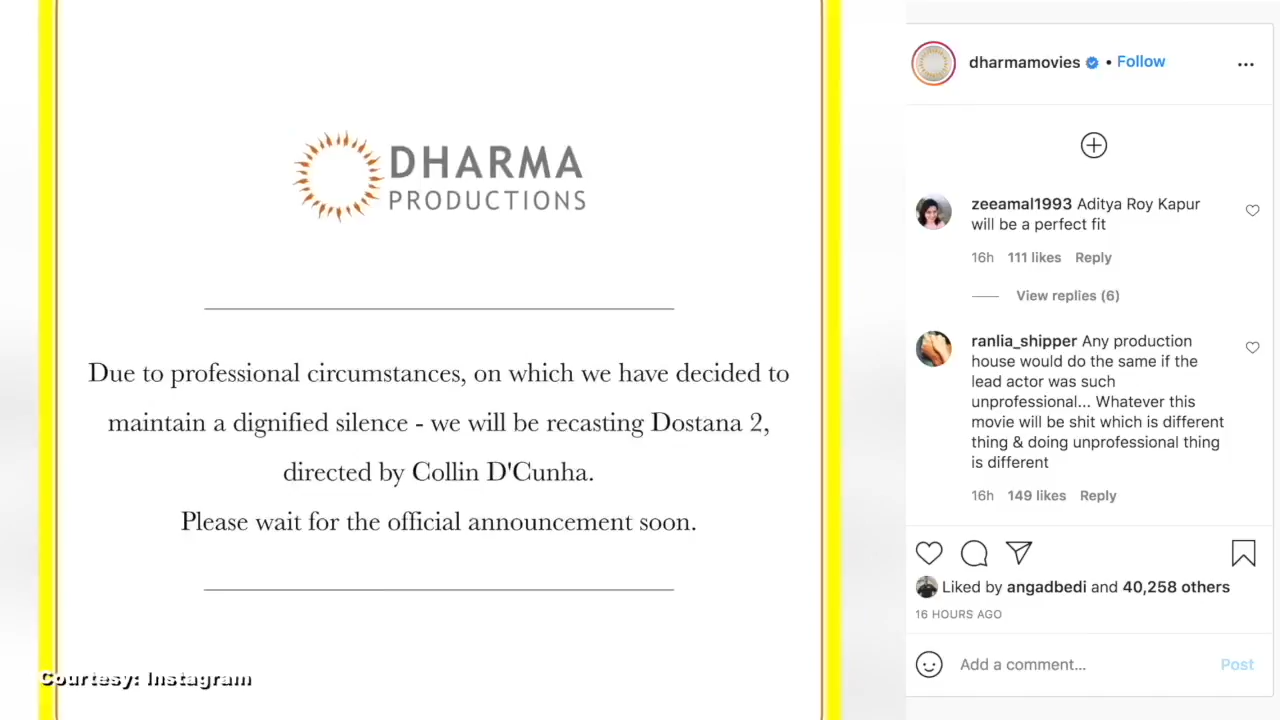 DHARMA
PRODUCTIONS
Due to professional circumstances, on which we have decided to
maintain a dignified silence - we will be recasting Dostana 2,
directed by Collin D'Cunha.
Please wait for the official announcement soon.
Courtesy: Instagram
dharmamovies • Follow
zeeamal1993 Aditya Roy Kapur
will be a perfect fit
16h 111 likes Reply
View replies (6)
ranlia_shipper Any production
house would do the same if the
lead actor was such
unprofessional... Whatever this
movie will be shit which is different
thing & doing unprofessional thing
is different
16h 149 likes Reply
Liked by angadbedi and 40,258 others
16 HOURS AGO
Add a comment... Post